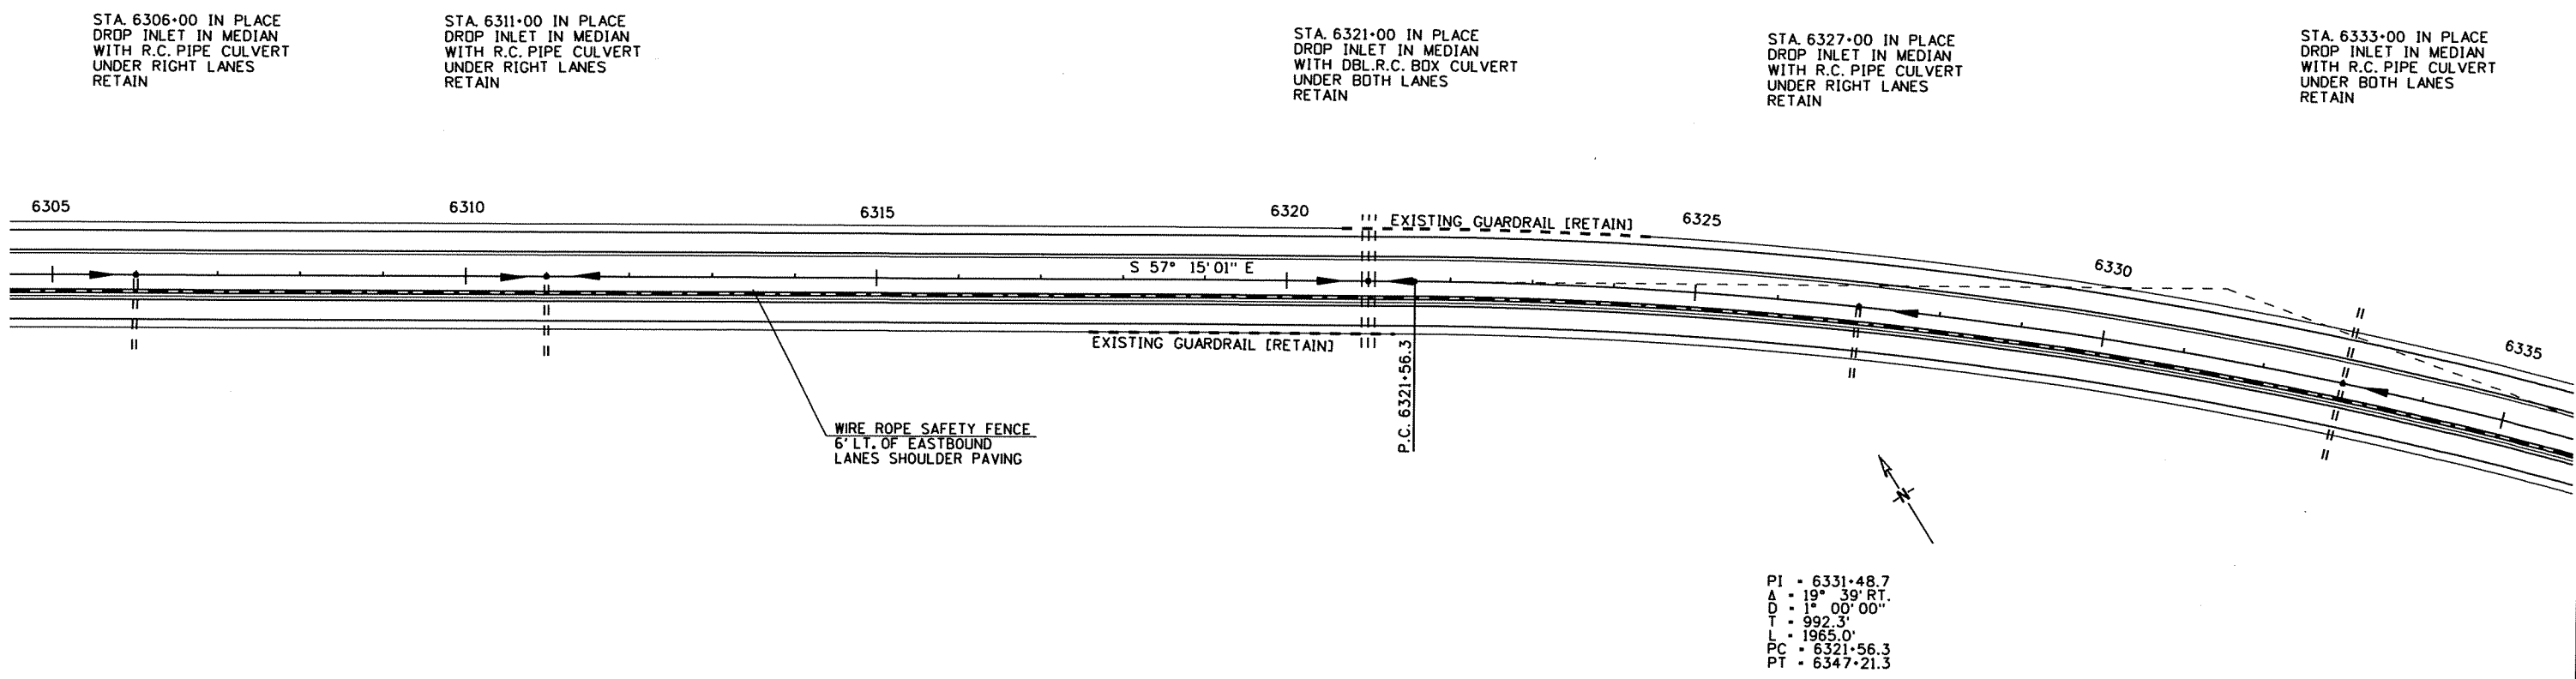 STA. 6306+00 IN PLACE
DROP INLET IN MEDIAN
WITH R.C. PIPE CULVERT
UNDER RIGHT LANES
RETAIN
STA. 6311+00 IN PLACE
DROP INLET IN MEDIAN
WITH R.C. PIPE CULVERT
UNDER RIGHT LANES
RETAIN
STA. 6321+00 IN PLACE
DROP INLET IN MEDIAN
WITH DBL.R.C. BOX CULVERT
UNDER BOTH LANES
RETAIN
STA. 6327+00 IN PLACE
DROP INLET IN MEDIAN
WITH R.C. PIPE CULVERT
UNDER RIGHT LANES
RETAIN
STA. 6333+00 IN PLACE
DROP INLET IN MEDIAN
WITH R.C. PIPE CULVERT
UNDER BOTH LANES
RETAIN
6305
6310
6315
6320
EXISTING GUARDRAIL [RETAIN]
6325
6330
6335
S 57° 15' 01" E
EXISTING GUARDRAIL [RETAIN]
P.C. 6321+56.3
WIRE ROPE SAFETY FENCE
6' LT. OF EASTBOUND
LANES SHOULDER PAVING
N
PI = 6331+48.7
Δ = 19° 39' RT.
D = 1° 00' 00"
T = 992.3'
L = 1965.0'
PC = 6321+56.3
PT = 6347+21.3